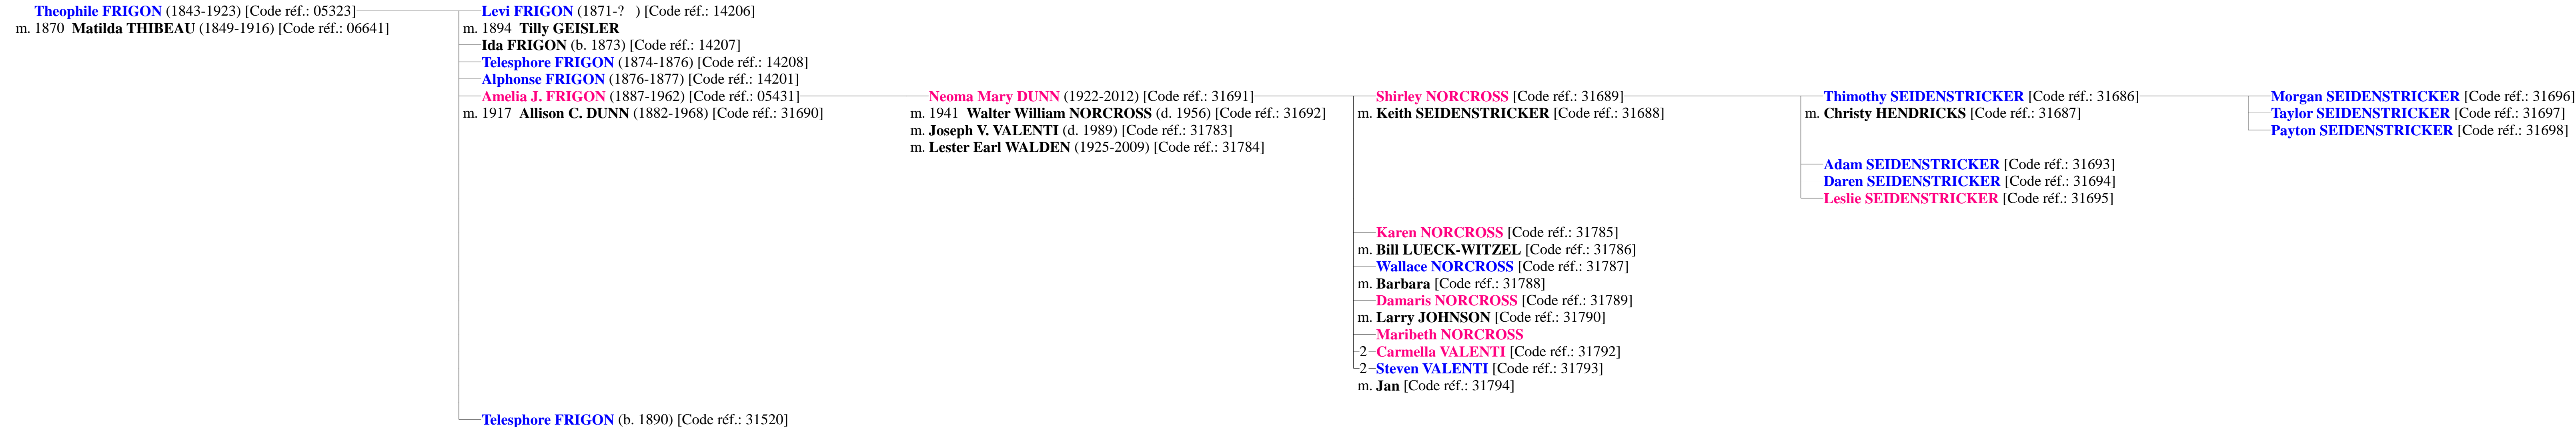 Theophile FRIGON (1843-1923) [Code réf.: 05323]
m. 1870 Matilda THIBEAU (1849-1916) [Code réf.: 06641]
Levi FRIGON (1871-? ) [Code réf.: 14206]
m. 1894 Tilly GEISLER
Ida FRIGON (b. 1873) [Code réf.: 14207]
Telesphore FRIGON (1874-1876) [Code réf.: 14208]
Alphonse FRIGON (1876-1877) [Code réf.: 14201]
Amelia J. FRIGON (1887-1962) [Code réf.: 05431]
m. 1917 Allison C. DUNN (1882-1968) [Code réf.: 31690]
Neoma Mary DUNN (1922-2012) [Code réf.: 31691]
m. 1941 Walter William NORCROSS (d. 1956) [Code réf.: 31692]
m. Joseph V. VALENTI (d. 1989) [Code réf.: 31783]
m. Lester Earl WALDEN (1925-2009) [Code réf.: 31784]
Shirley NORCROSS [Code réf.: 31689]
m. Keith SEIDENSTRICKER [Code réf.: 31688]
Thimothy SEIDENSTRICKER [Code réf.: 31686]
m. Christy HENDRICKS [Code réf.: 31687]
Morgan SEIDENSTRICKER [Code réf.: 31696]
Taylor SEIDENSTRICKER [Code réf.: 31697]
Payton SEIDENSTRICKER [Code réf.: 31698]
Adam SEIDENSTRICKER [Code réf.: 31693]
Daren SEIDENSTRICKER [Code réf.: 31694]
Leslie SEIDENSTRICKER [Code réf.: 31695]
Karen NORCROSS [Code réf.: 31785]
m. Bill LUECK-WITZEL [Code réf.: 31786]
Wallace NORCROSS [Code réf.: 31787]
m. Barbara [Code réf.: 31788]
Damaris NORCROSS [Code réf.: 31789]
m. Larry JOHNSON [Code réf.: 31790]
Maribeth NORCROSS
2 Carmella VALENTI [Code réf.: 31792]
2 Steven VALENTI [Code réf.: 31793]
m. Jan [Code réf.: 31794]
Telesphore FRIGON (b. 1890) [Code réf.: 31520]